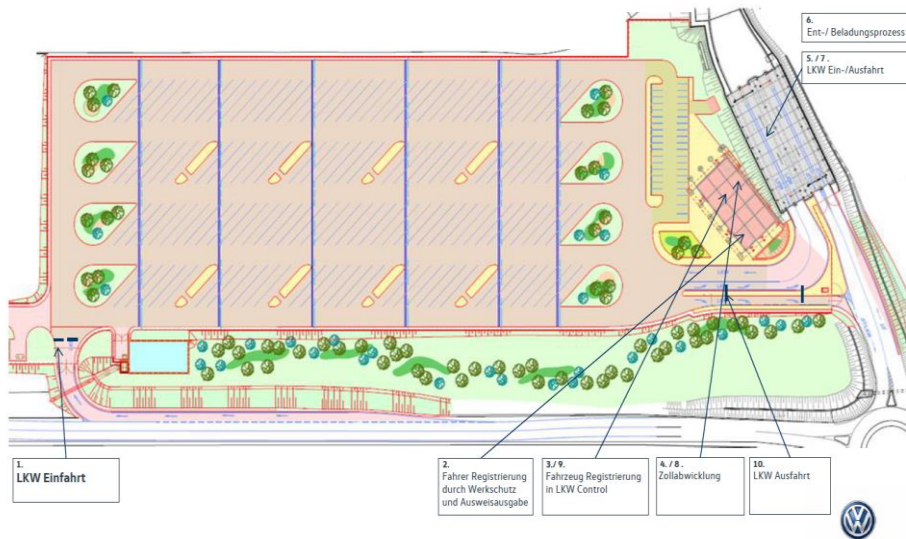 6.
Ent-/ Beladungsprozess
5. / 7.
LKW Ein-/Ausfahrt
1.
LKW Einfahrt
2.
Fahrer Registrierung
durch Werkschutz
und Ausweisausgabe
3./ 9.
Fahrzeug Registrierung
in LKW Control
4. / 8.
Zollabwicklung
10.
LKW Ausfahrt